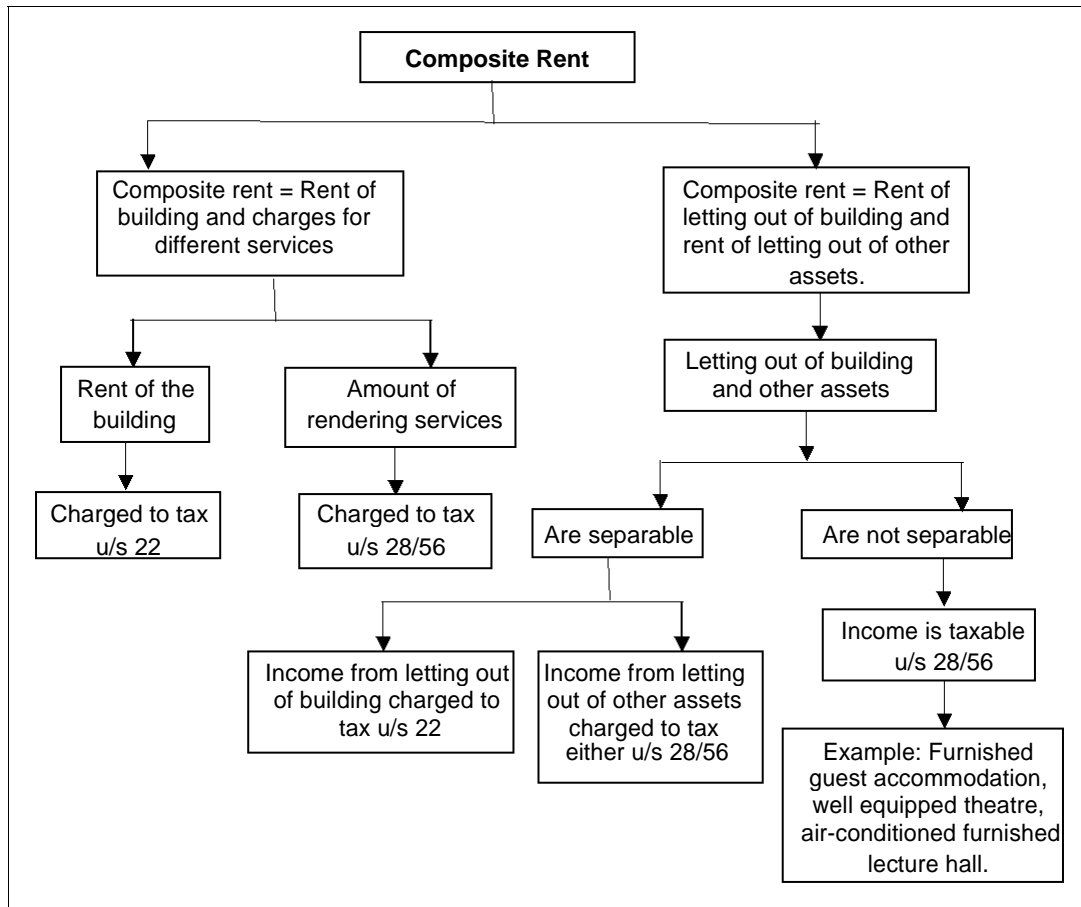 Composite Rent
Composite rent = Rent of
building and charges for
different services
Composite rent = Rent of
letting out of building and
rent of letting out of other
assets.
Rent of the
building
Amount of
rendering services
Letting out of building
and other assets
Charged to tax
u/s 22
Charged to tax
u/s 28/56
Are separable
Are not separable
Income from letting out
of building charged to
tax u/s 22
Income from letting
out of other assets
charged to tax
either u/s 28/56
Income is taxable
u/s 28/56
Example: Furnished
guest accommodation,
well equipped theatre,
air-conditioned furnished
lecture hall.